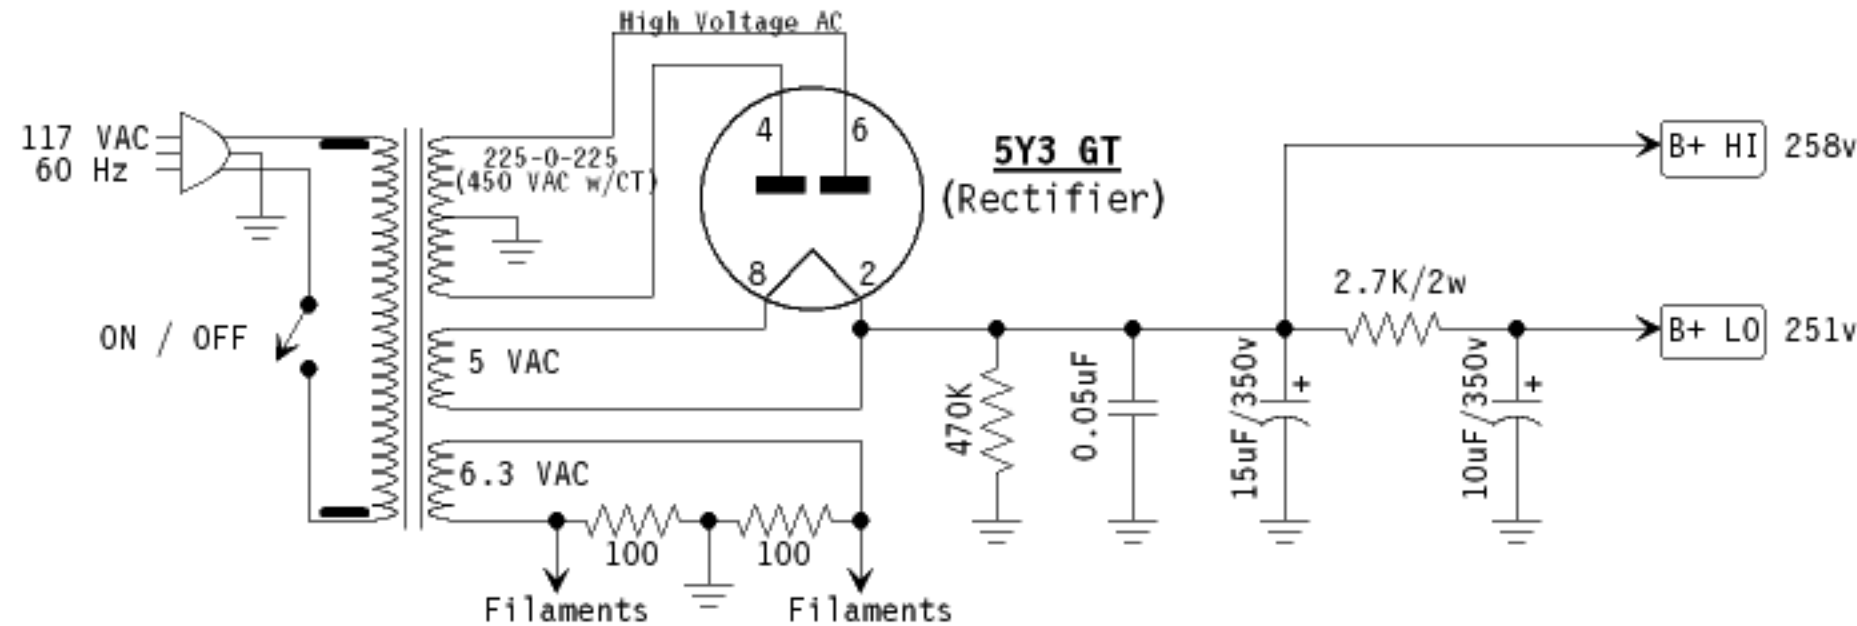 High Voltage AC
117 VAC
60 Hz
225-0-225
(450 VAC w/CT)
4
6
5Y3 GT
(Rectifier)
B+ HI
258v
8
2
2.7K/2w
ON / OFF
5 VAC
B+ LO
251v
470K
0.05uF
15uF/350v
+
10uF/350v
+
6.3 VAC
100
100
Filaments
Filaments